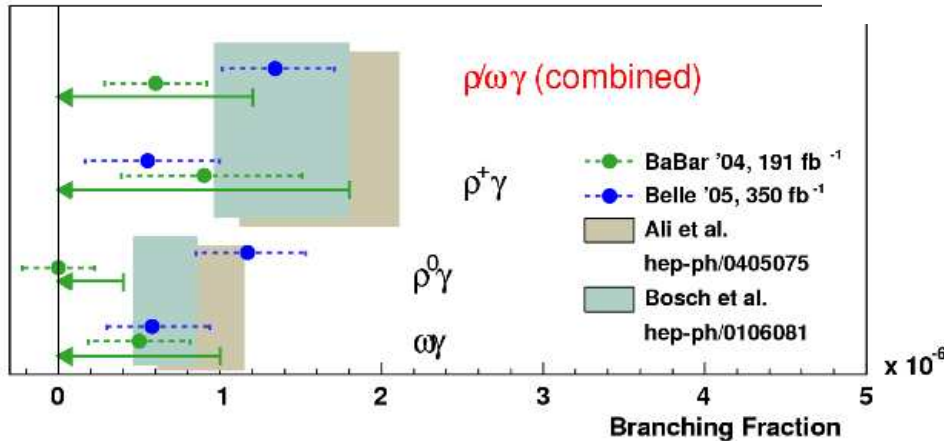 ρ/ωγ (combined)
ρ⁺γ
BaBar '04, 191 fb ⁻¹
Belle '05, 350 fb ⁻¹
Ali et al.
hep-ph/0405075
ρ⁰γ
Bosch et al.
hep-ph/0106081
ωγ
x 10⁻⁶
0 1 2 3 4 5
Branching Fraction